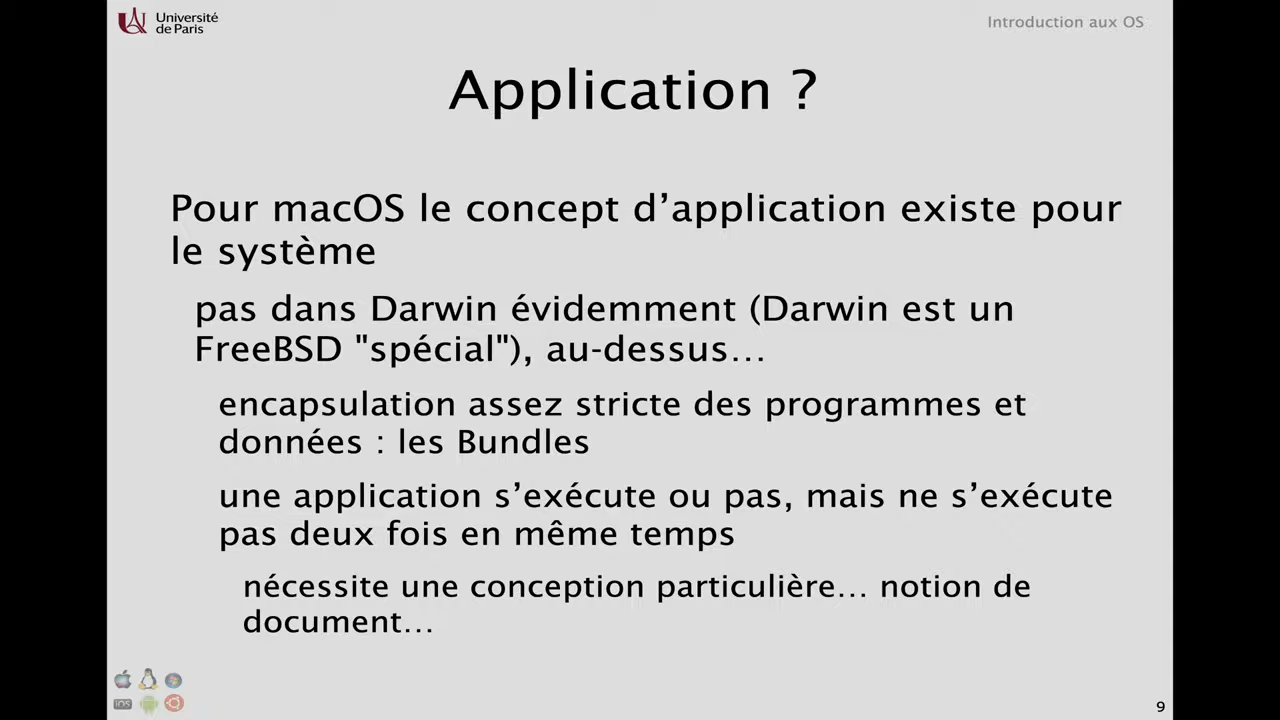 Université
de Paris
Introduction aux OS
Application ?
Pour macOS le concept d’application existe pour
le système
pas dans Darwin évidemment (Darwin est un
FreeBSD "spécial"), au-dessus…
encapsulation assez stricte des programmes et
données : les Bundles
une application s’exécute ou pas, mais ne s’exécute
pas deux fois en même temps
nécessite une conception particulière… notion de
document…
iOS
9